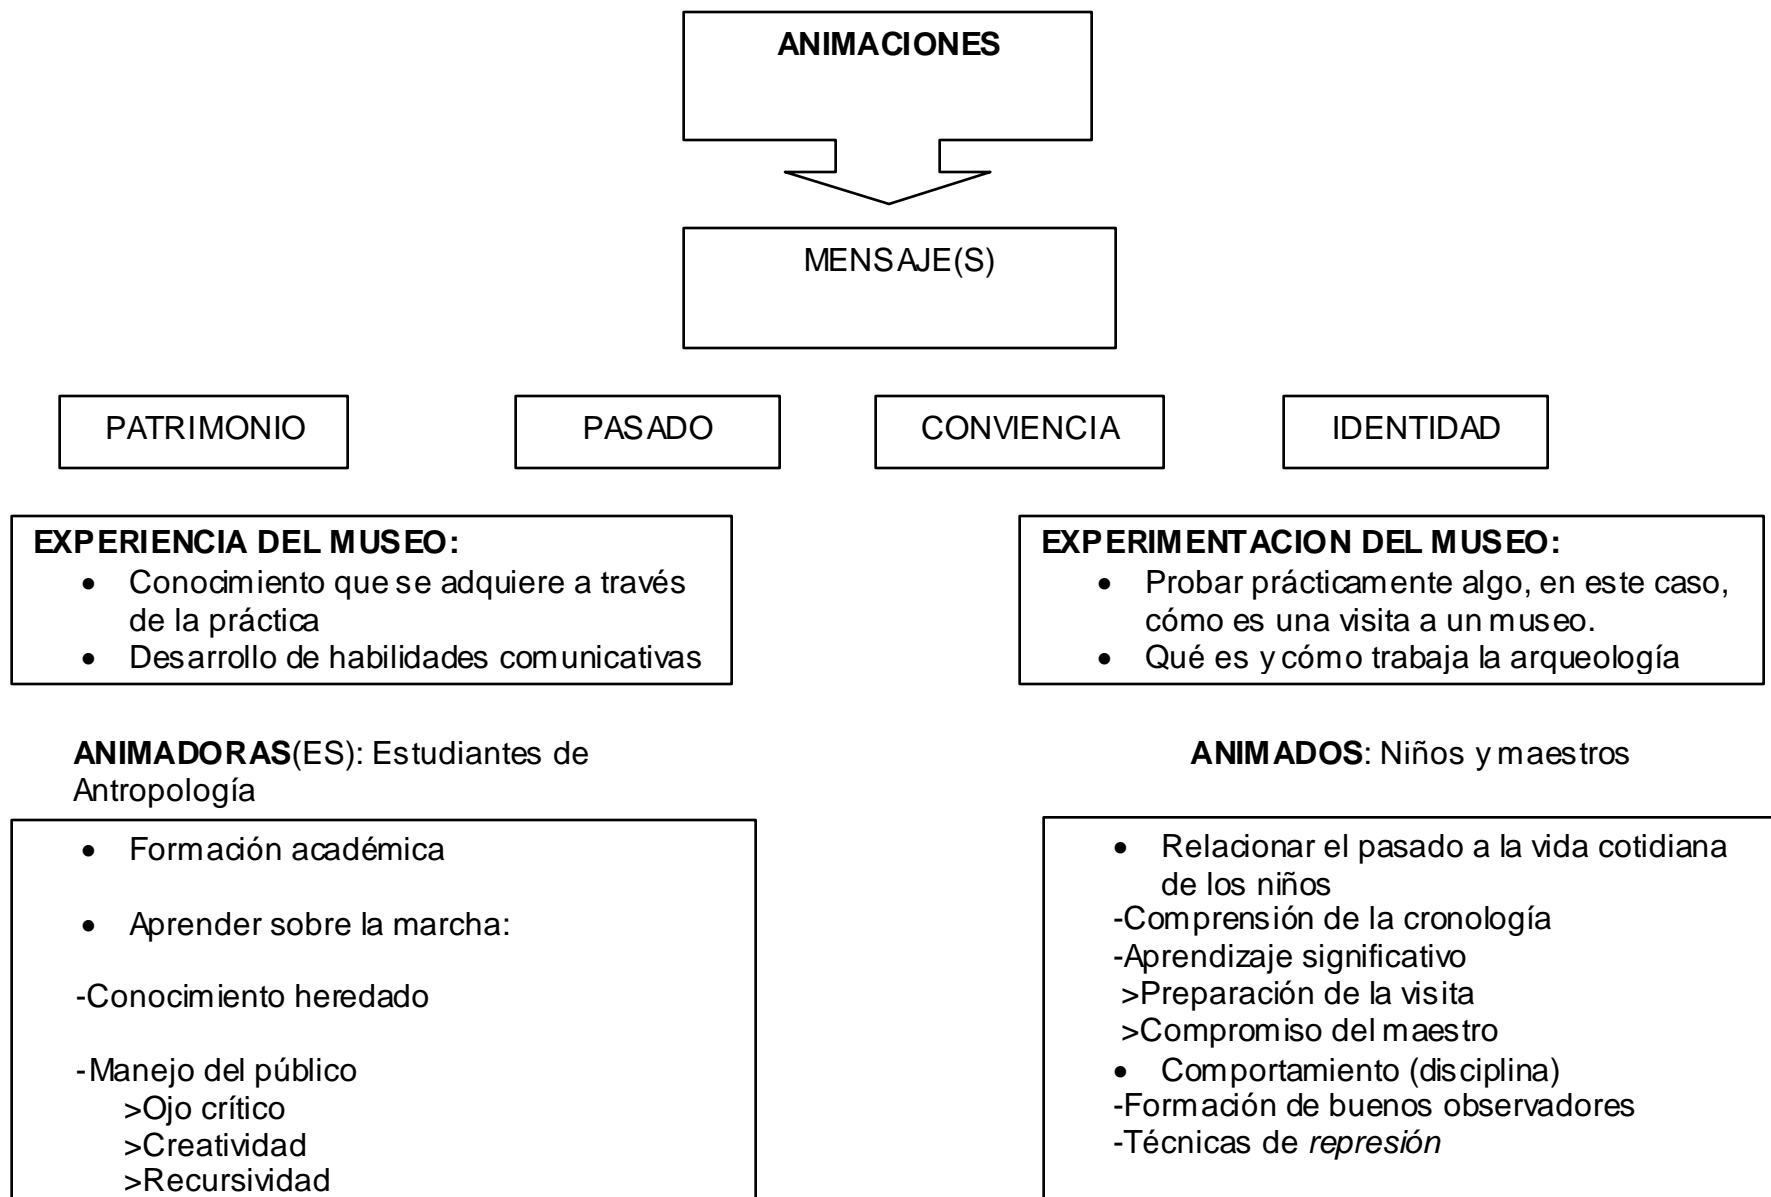 ANIMACIONES
MENSAJE(S)
PATRIMONIO
PASADO
CONVIENCIA
IDENTIDAD
EXPERIENCIA DEL MUSEO:
• Conocimiento que se adquiere a través
de la práctica
• Desarrollo de habilidades comunicativas
EXPERIMENTACION DEL MUSEO:
• Probar prácticamente algo, en este caso,
cómo es una visita a un museo.
• Qué es y cómo trabaja la arqueología
ANIMADORAS(ES): Estudiantes de
Antropología
ANIMADOS: Niños y maestros
• Formación académica
• Aprender sobre la marcha:
-Conocimiento heredado
-Manejo del público
>Ojo crítico
>Creatividad
>Recursividad
• Relacionar el pasado a la vida cotidiana
de los niños
-Comprensión de la cronología
-Aprendizaje significativo
>Preparación de la visita
>Compromiso del maestro
• Comportamiento (disciplina)
-Formación de buenos observadores
-Técnicas de represión